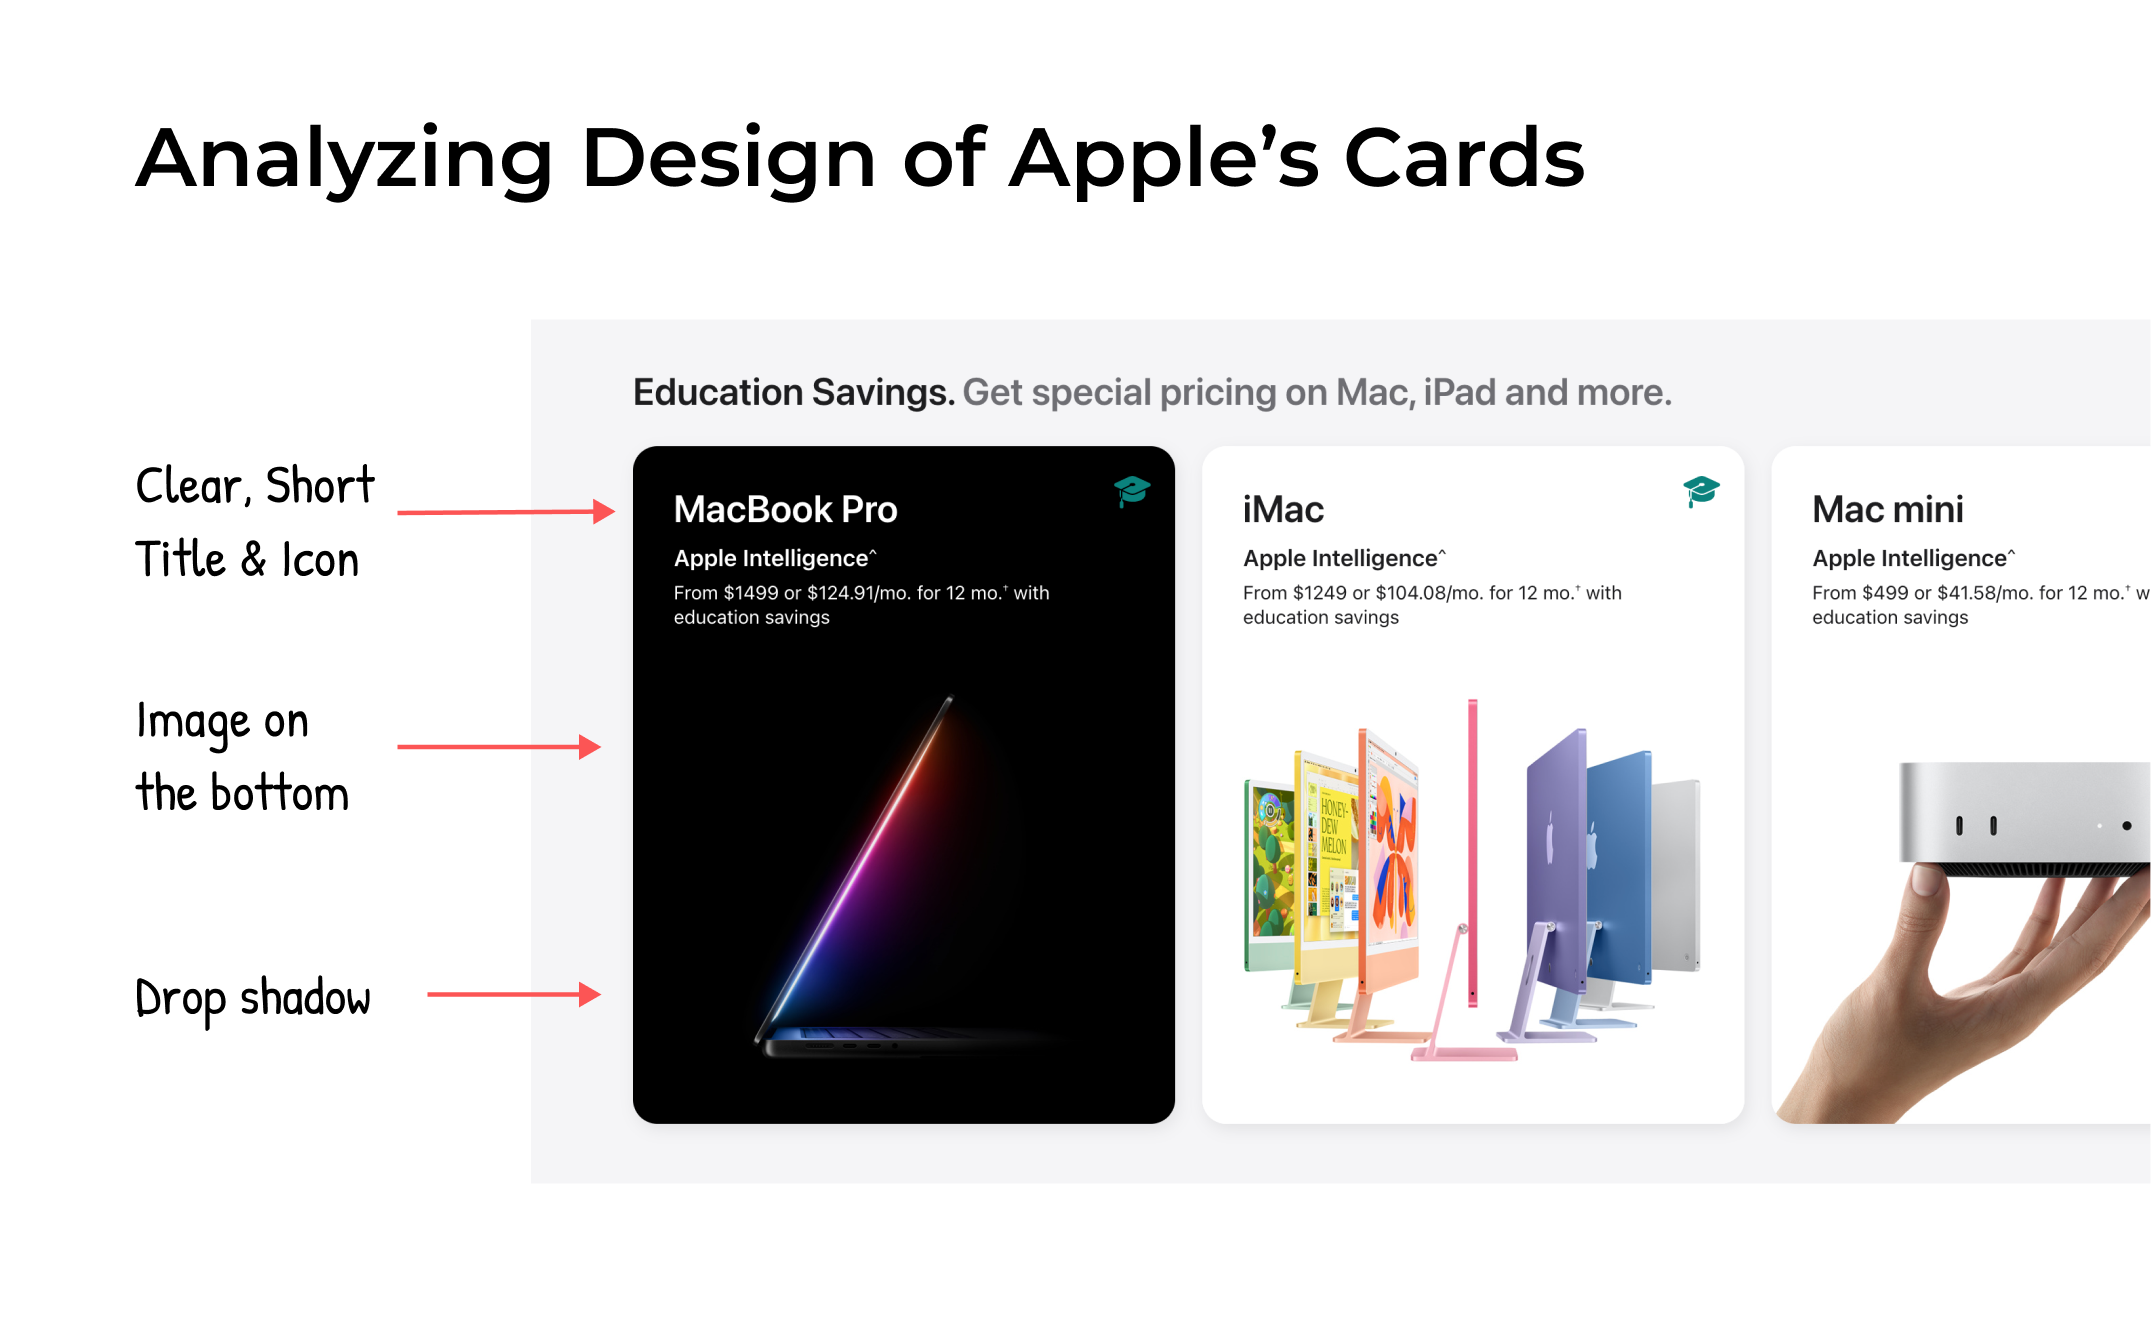 Analyzing Design of Apple’s Cards
Education Savings. Get special pricing on Mac, iPad and more.
Clear, Short
Title & Icon
Image on
the bottom
Drop shadow
MacBook Pro
Apple Intelligence^
From $1499 or $124.91/mo. for 12 mo.† with
education savings
iMac
Apple Intelligence^
From $1249 or $104.08/mo. for 12 mo.† with
education savings
HONEY-
DEW
MELON
Mac mini
Apple Intelligence^
From $499 or $41.58/mo. for 12 mo.† w
education savings